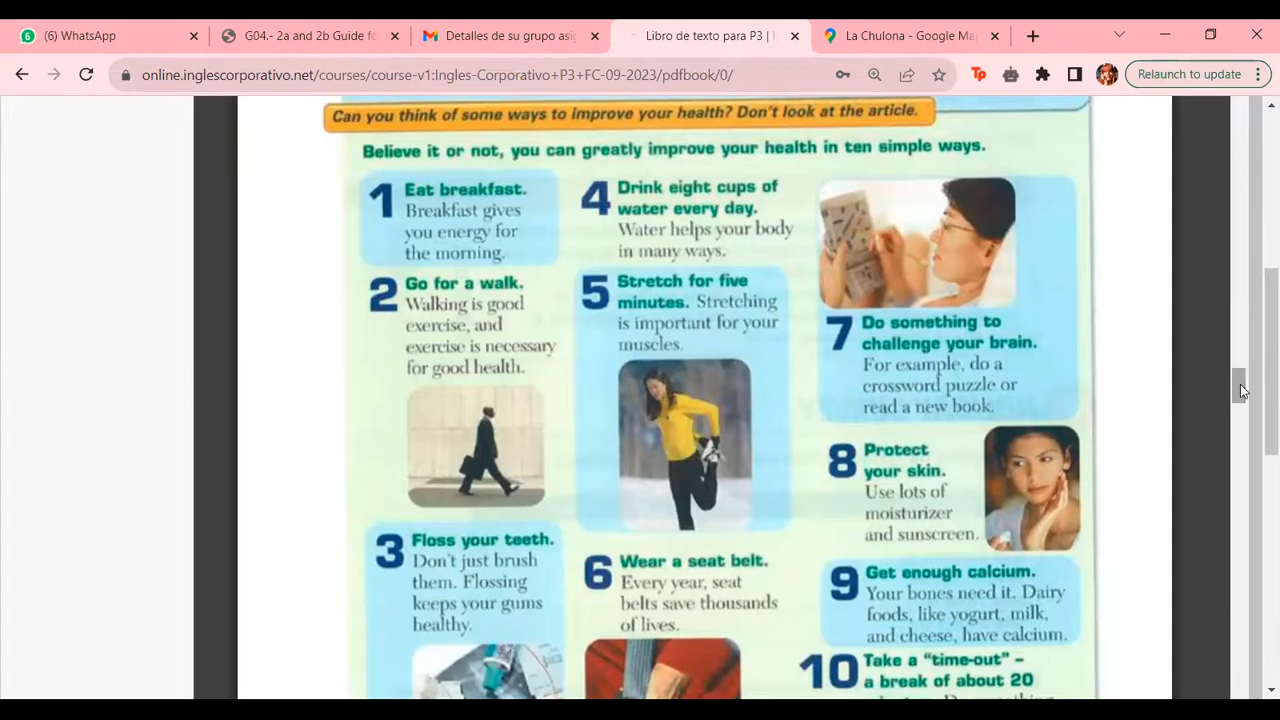 (6) WhatsApp
G04.- 2a and 2b Guide fo
Detalles de su grupo asig
Libro de texto para P3 | I
La Chulona - Google Ma
online.inglescorporativo.net/courses/course-v1:Ingles-Corporativo+P3+FC-09-2023/pdfbook/0/
Relaunch to update
Can you think of some ways to improve your health? Don't look at the article.
Believe it or not, you can greatly improve your health in ten simple ways.
1 Eat breakfast.
Breakfast gives
you energy for
the morning.
2 Go for a walk.
Walking is good
exercise, and
exercise is necessary
for good health.
3 Floss your teeth.
Don't just brush
them. Flossing
keeps your gums
healthy.
4 Drink eight cups of
water every day.
Water helps your body
in many ways.
5 Stretch for five
minutes. Stretching
is important for your
muscles.
6 Wear a seat belt.
Every year, seat
belts save thousands
of lives.
7 Do something to
challenge your brain.
For example, do a
crossword puzzle or
read a new book.
8 Protect
your skin.
Use lots of
moisturizer
and sunscreen.
9 Get enough calcium.
Your bones need it. Dairy
foods, like yogurt, milk,
and cheese, have calcium.
10 Take a "time-out" –
a break of about 20